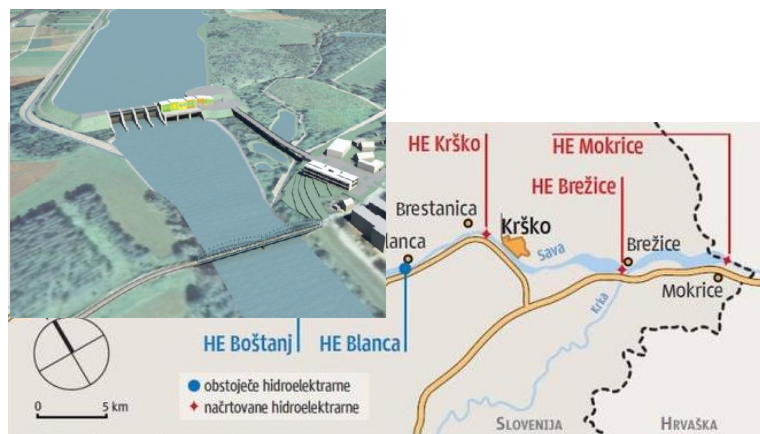 HE Krško
HE Mokrice
HE Brežice
Brestanica
Krško
lanca
Sava
Brežice
Mokrice
Krka
HE Boštanj
HE Blanca
obstoječe hidroelektrarne
načrtovane hidroelektrarne
0 5 km
SLOVENIJA
HRVAŠKA